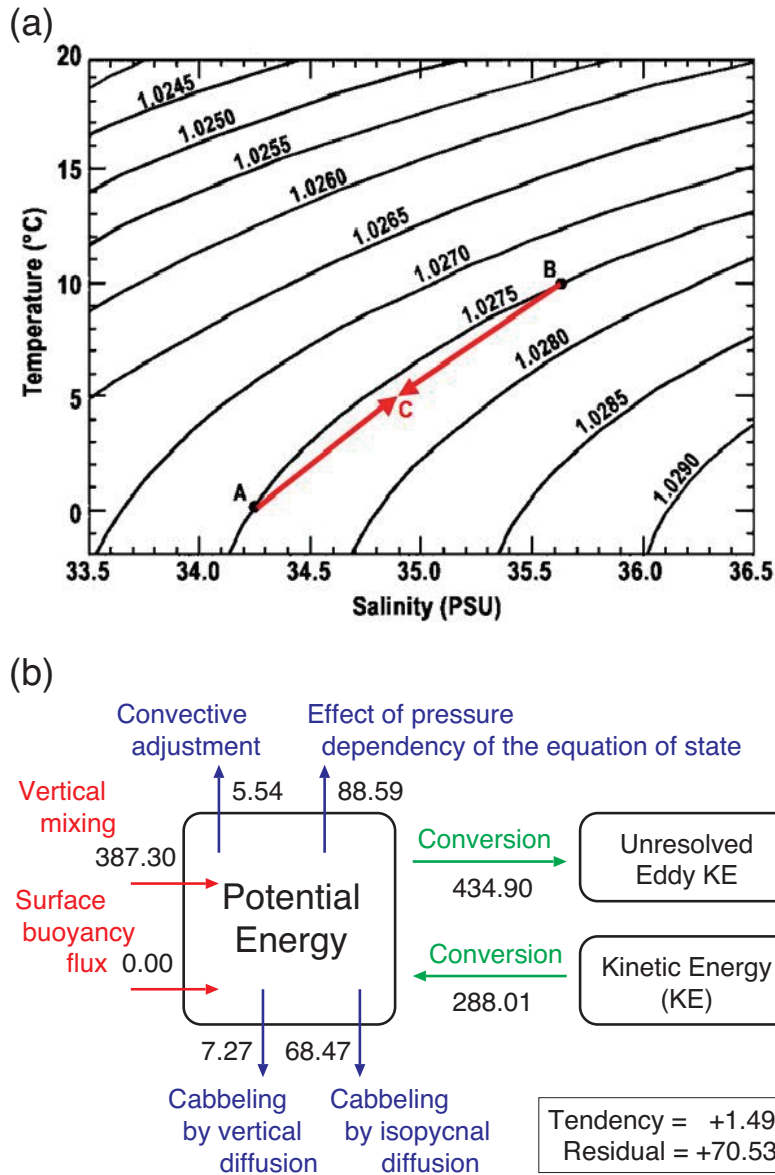 (a)
20
15
10
5
0
Temperature (°C)
1.0245
1.0250
1.0255
1.0260
1.0265
1.0270
1.0275
1.0280
1.0285
1.0290
A
B
C
33.5 34.0 34.5 35.0 35.5 36.0 36.5
Salinity (PSU)
(b)
Convective
adjustment
Effect of pressure
dependency of the equation of state
5.54
88.59
Vertical
mixing
387.30
Surface
buoyancy
flux
0.00
Potential
Energy
Conversion
434.90
Unresolved
Eddy KE
Conversion
288.01
Kinetic Energy
(KE)
7.27
68.47
Cabbeling
by vertical
diffusion
Cabbeling
by isopycnal
diffusion
Tendency = +1.49
Residual = +70.53